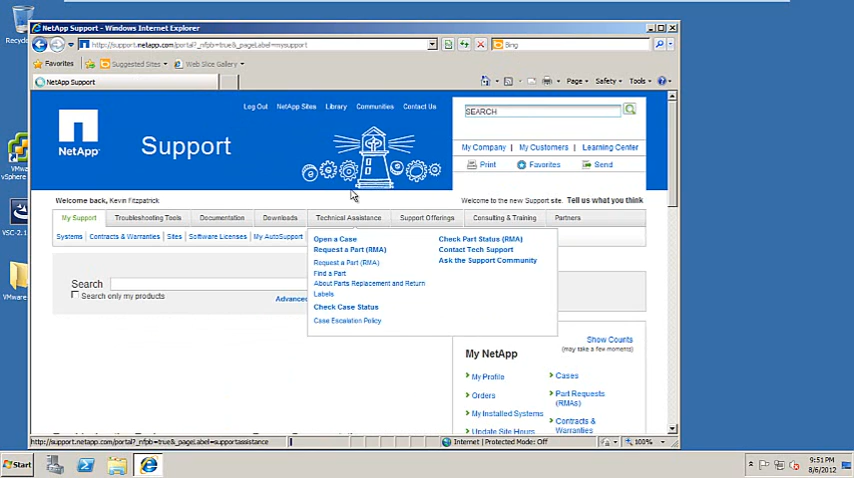 Recycle
NetApp Support - Windows Internet Explorer
http://support.netapp.com/portal?_nfpb=true&_pageLabel=mysupport
Bing
Favorites
Suggested Sites
Web Slice Gallery
NetApp Support
Page
Safety
Tools
Log Out
NetApp Sites
Library
Communities
Contact Us
SEARCH
NetApp
Support
My Company
My Customers
Learning Center
Print
Favorites
Send
Welcome back, Kevin Fitzpatrick
Welcome to the new Support site. Tell us what you think
My Support
Troubleshooting Tools
Documentation
Downloads
Technical Assistance
Support Offerings
Consulting & Training
Partners
Systems
Contracts & Warranties
Sites
Software Licenses
My AutoSupport
Open a Case
Request a Part (RMA)
Request a Part (RMA)
Find a Part
About Parts Replacement and Return
Labels
Check Case Status
Case Escalation Policy
Check Part Status (RMA)
Contact Tech Support
Ask the Support Community
Search
Search only my products
Advanc
Show Counts
(may take a few moments)
My NetApp
My Profile
Orders
My Installed Systems
Update Site Hours
Cases
Part Requests
(RMAs)
Contracts &
Warranties
VMware
vSphere
VSC-2.1
VMware
http://support.netapp.com/portal?_nfpb=true&_pageLabel=supportassistance
Internet | Protected Mode: Off
100%
Start
9:51 PM
8/6/2012